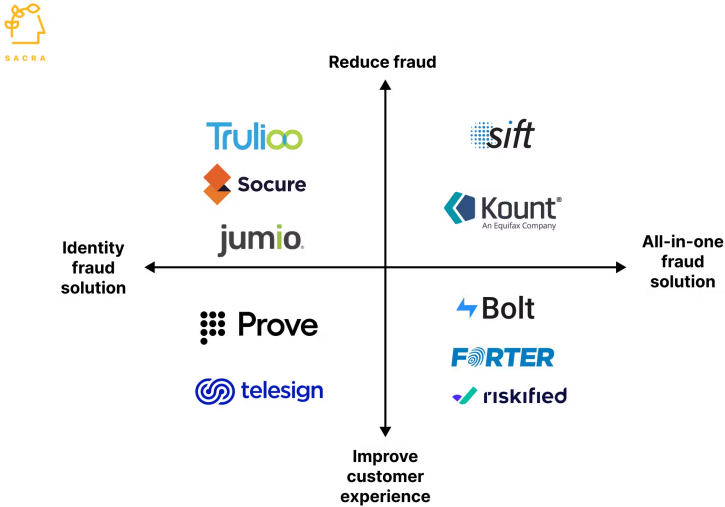 SACRA
Reduce fraud
Trulioo
sift
Socure
Kount®
An Equifax Company
jumio.
Identity
fraud
solution
All-in-one
fraud
solution
Bolt
Prove
FORTER
telesign
riskified
Improve
customer
experience